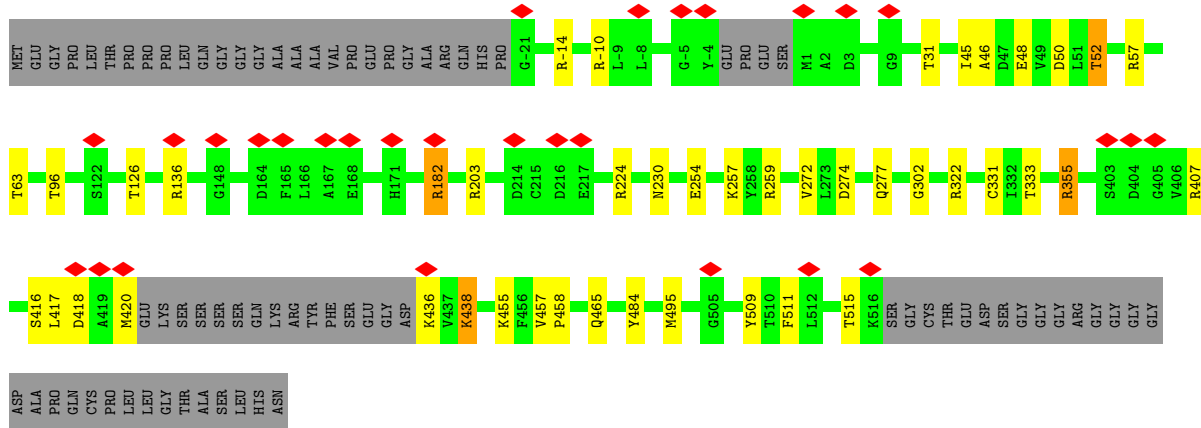 MET GLU GLY PRO LEU THR PRO PRO PRO LEU GLN GLY GLY GLY ALA ALA ALA VAL PRO GLU PRO GLY ALA ARG GLN HIS PRO G-21 R-14 R-10 L-9 L-8 G-5 Y-4 GLU PRO GLU SER M1 A2 D3 G9 T31 I45 A46 D47 E48 V49 D50 L51 T52 R57
T63 T96 S122 T126 R136 G148 D164 F165 L166 A167 E168 H171 R182 R203 D214 C215 D216 E217 R224 N230 E254 K257 Y258 R259 V272 L273 D274 Q277 G302 R322 C331 I332 T333 R355 S403 D404 G405 V406 R407
S416 L417 D418 A419 M420 GLU LYS SER SER SER SER GLN LYS ARG TYR PHE SER GLU GLY ASP K436 V437 K438 K455 F456 V457 P458 Q465 Y484 M495 G505 Y509 T510 F511 L512 T515 K516 SER GLY CYS THR GLU ASP SER GLY GLY GLY ARG GLY GLY GLY GLY
ASP ALA PRO GLN CYS PRO LEU LEU GLY THR ALA SER LEU HIS ASN